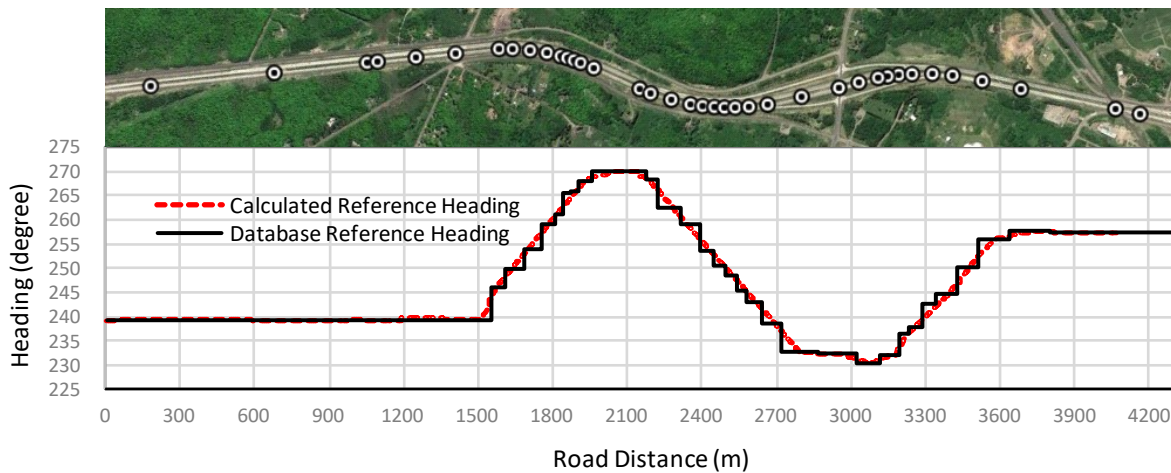 275
270
265
260
255
250
245
240
235
230
225
Heading (degree)
Calculated Reference Heading
Database Reference Heading
0 300 600 900 1200 1500 1800 2100 2400 2700 3000 3300 3600 3900 4200
Road Distance (m)